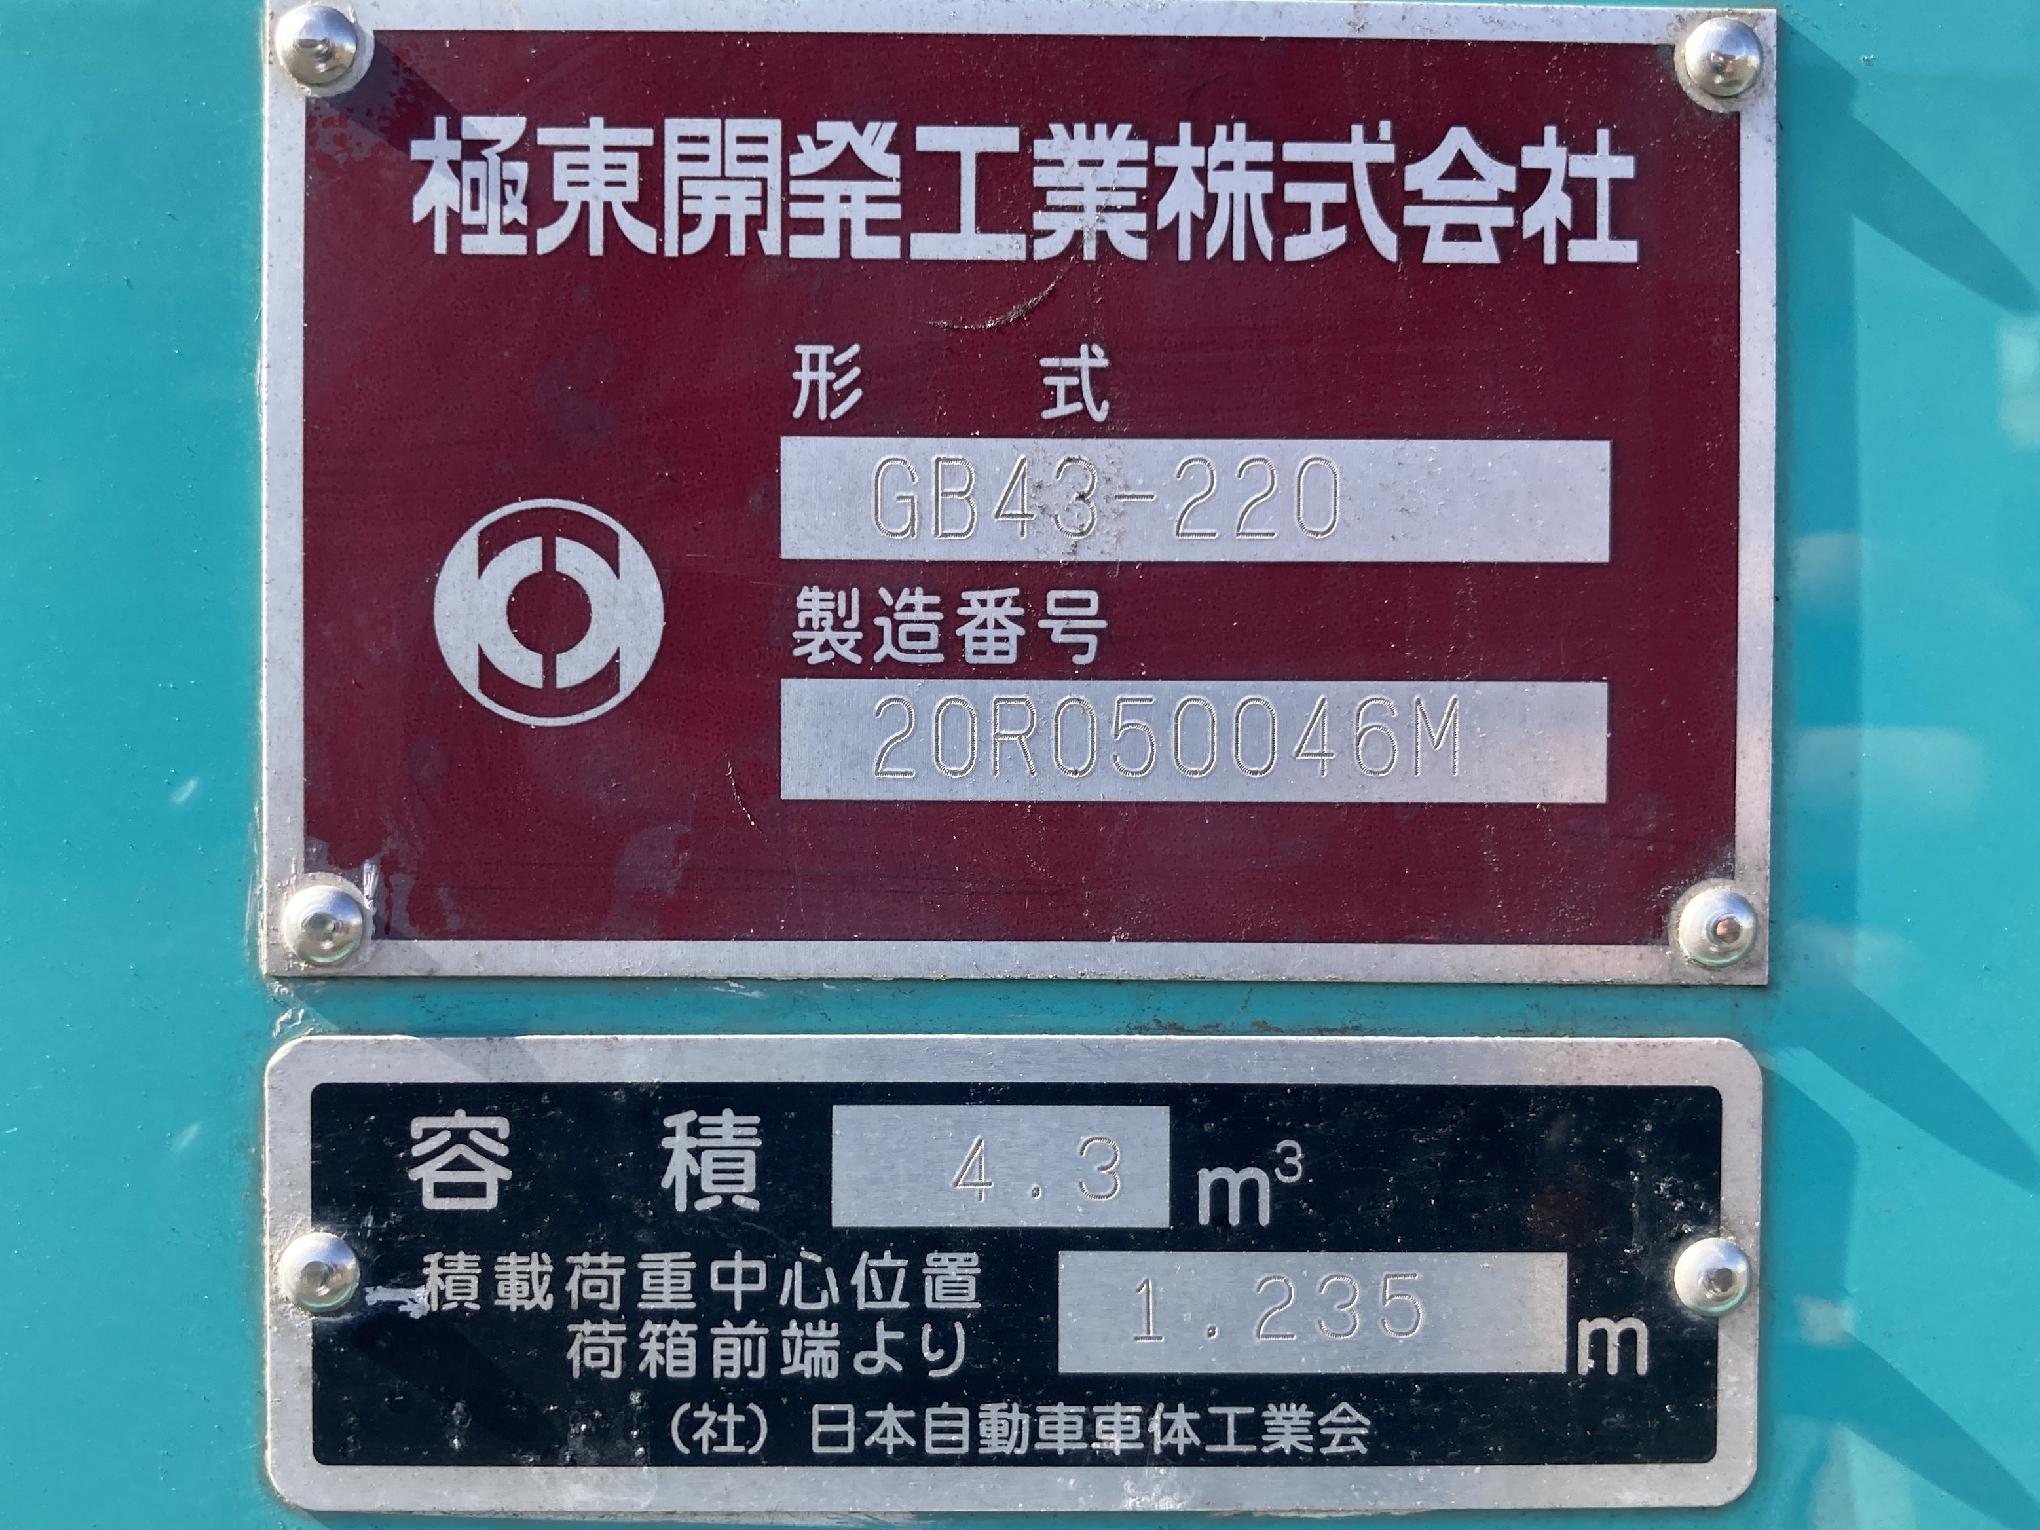 極東開発工業株式会社
形式
GB43-220
製造番号
20R050046M
容積 4.3 m³
積載荷重中心位置
荷箱前端より 1.235 m
(社) 日本自動車車体工業会